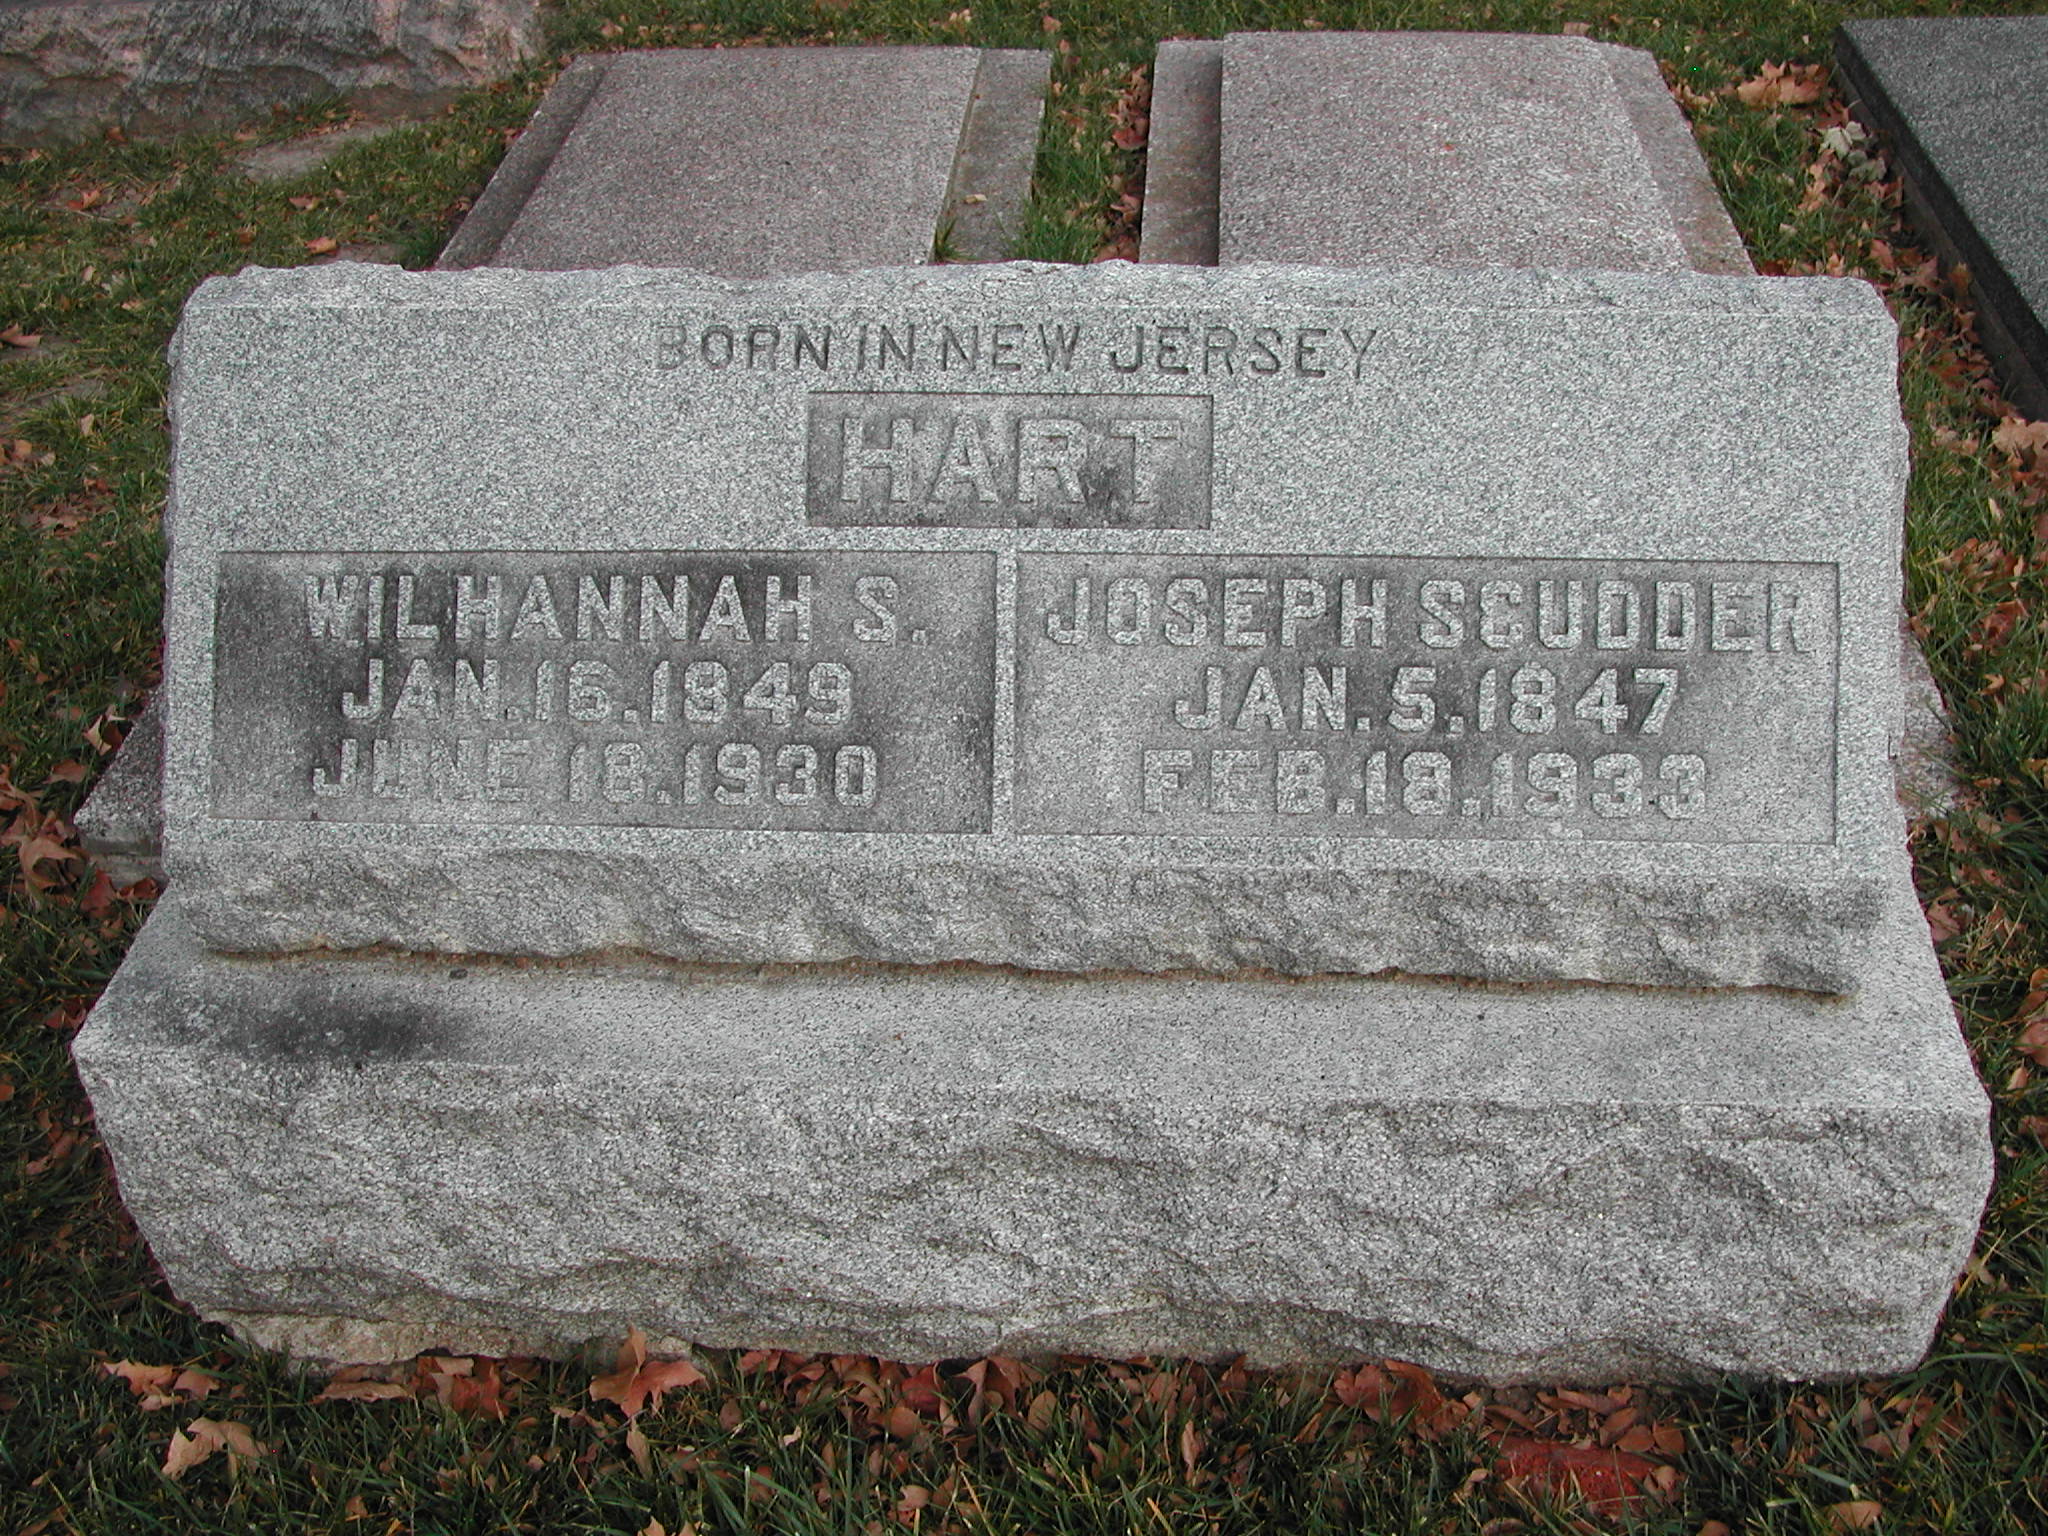 BORN IN NEW JERSEY
HART
WILHANNAH S.
JAN. 16. 1849
JUNE 18. 1930
JOSEPH SCUDDER
JAN. 5. 1847
FEB. 18. 1933